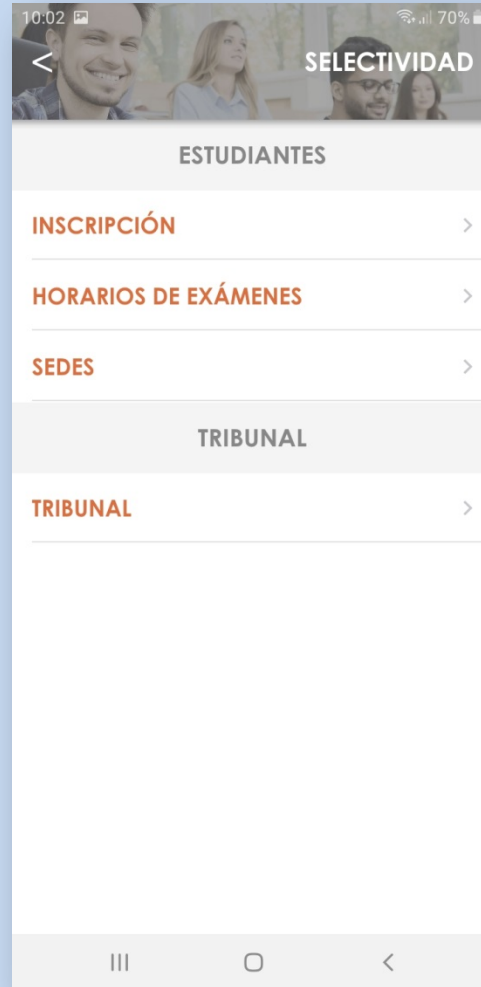 10:02 70%
< SELECTIVIDAD
ESTUDIANTES
INSCRIPCIÓN
HORARIOS DE EXÁMENES
SEDES
TRIBUNAL
TRIBUNAL